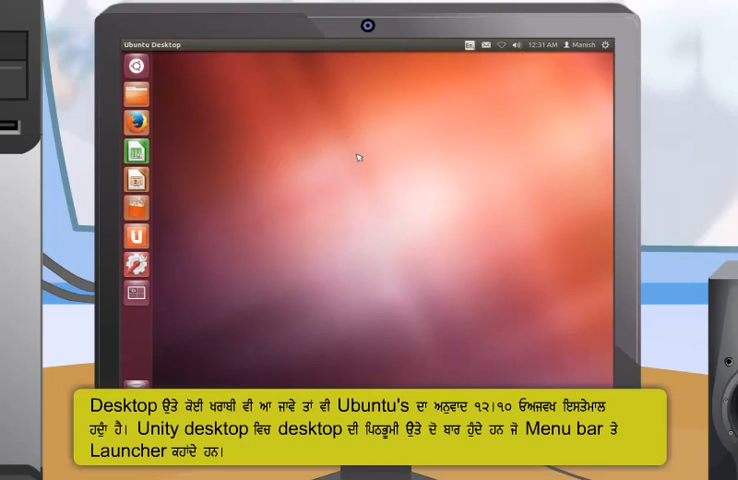 Ubuntu Desktop En 12:31 AM Manish
Desktop ਉਤੇ ਕੋਈ ਖਰਾਬੀ ਵੀ ਆ ਜਾਵੇ ਤਾਂ ਵੀ Ubuntu's ਦਾ ਅਨੁਵਾਦ ੧੨।੧੦ ਓਅਜਵਖ ਇਸਤੇਮਾਲ
ਹਦੁੰਾ ਹੈ। Unity desktop ਵਿਚ desktop ਦੀ ਪਿਠਭੂਮੀ ਉੱਤੇ ਦੋ ਬਾਰ ਹੁੰਦੇ ਹਨ ਜੋ Menu bar ਤੇ
Launcher ਕਹਾਂਦੇ ਹਨ।